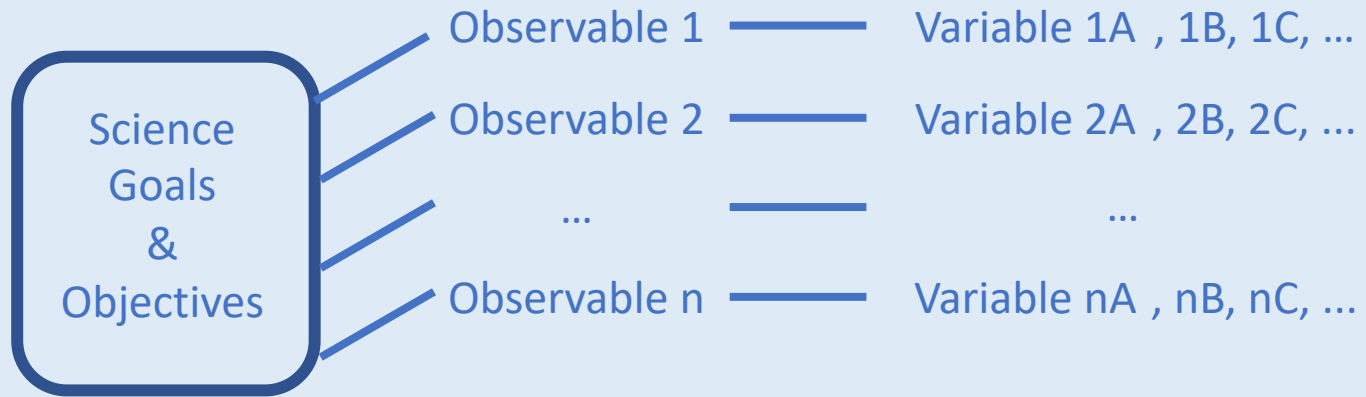 Science
Goals
&
Objectives
Observable 1
Variable 1A , 1B, 1C, ...
Observable 2
Variable 2A , 2B, 2C, ...
...
...
Observable n
Variable nA , nB, nC, ...